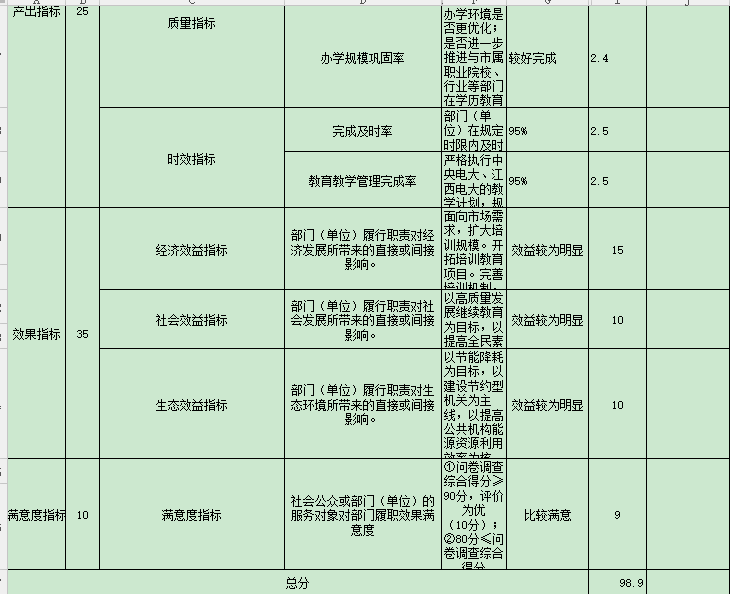 产出指标
25
质量指标
办学规模巩固率
办学环境是
否更优化;
是否进一步
推进与市属
职业院校、
行业等部门
在学历教育
较好完成
2.4
时效指标
完成及时率
部门（单
位）在规定
时限内及时
95%
2.5
教育教学管理完成率
严格执行中
央电大、江
西电大的教
学计划，规
95%
2.5
效果指标
35
经济效益指标
部门（单位）履行职责对经
济发展所带来的直接或间接
影响。
面向市场需
求，扩大培
训规模。开
拓培训教育
项目。完善
培训机制，
效益较为明显
15
社会效益指标
部门（单位）履行职责对社
会发展所带来的直接或间接
影响。
以高质量发
展继续教育
为目标，以
提高全民素
效益较为明显
10
生态效益指标
部门（单位）履行职责对生
态环境所带来的直接或间接
影响。
以节能降耗
为目标，以
建设节约型
机关为主
线，以提高
公共机构能
源资源利用
效率为核
效益较为明显
10
满意度指标
10
满意度指标
社会公众或部门（单位）的
服务对象对部门履职效果满
意度
①问卷调查
综合得分≥
90分，评价
为优
（10分）；
②80分≤问
卷调查综合
得分
比较满意
9
总分
98.9